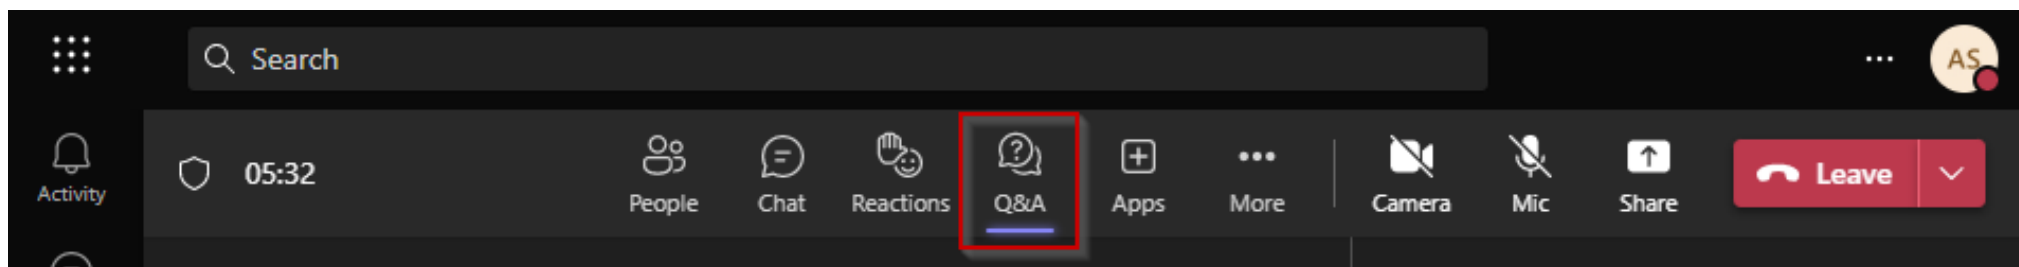 Search
AS
Activity
05:32
People Chat Reactions Q&A Apps More Camera Mic Share Leave